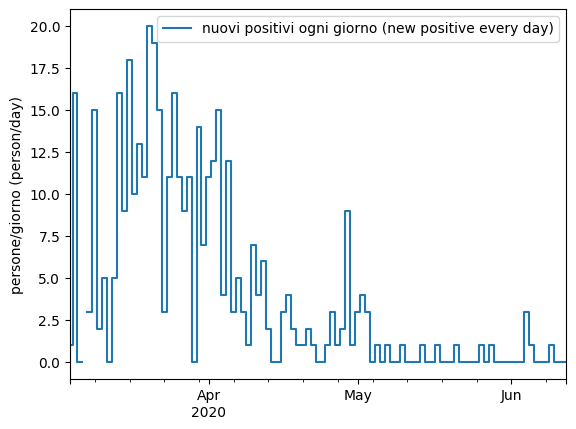 nuovi positivi ogni giorno (new positive every day)
persone/giorno (person/day)
20.0
17.5
15.0
12.5
10.0
7.5
5.0
2.5
0.0
Apr
2020
May
Jun